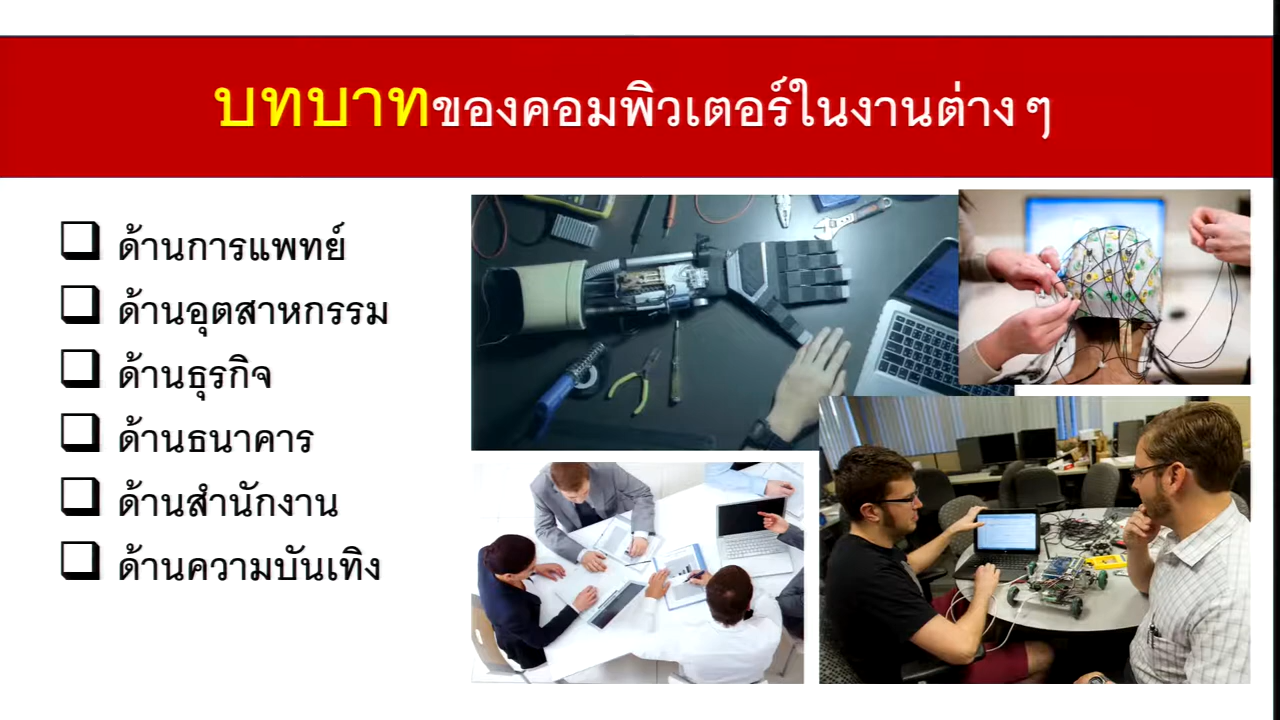 บทบาทของคอมพิวเตอร์ในงานต่างๆ
ด้านการแพทย์
ด้านอุตสาหกรรม
ด้านธุรกิจ
ด้านธนาคาร
ด้านสำนักงาน
ด้านความบันเทิง